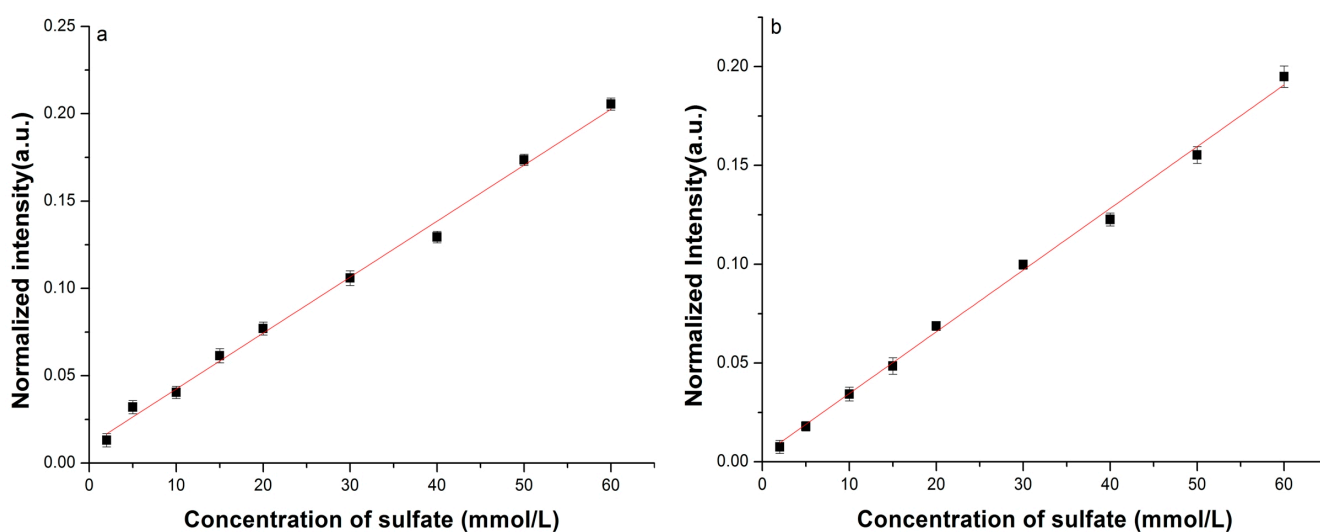 a
0.25
0.20
0.15
0.10
0.05
0.00
Normalized intensity(a.u.)
0 10 20 30 40 50 60
Concentration of sulfate (mmol/L)
b
0.20
0.15
0.10
0.05
0.00
Normalized Intensity(a.u.)
0 10 20 30 40 50 60
Concentration of sulfate (mmol/L)